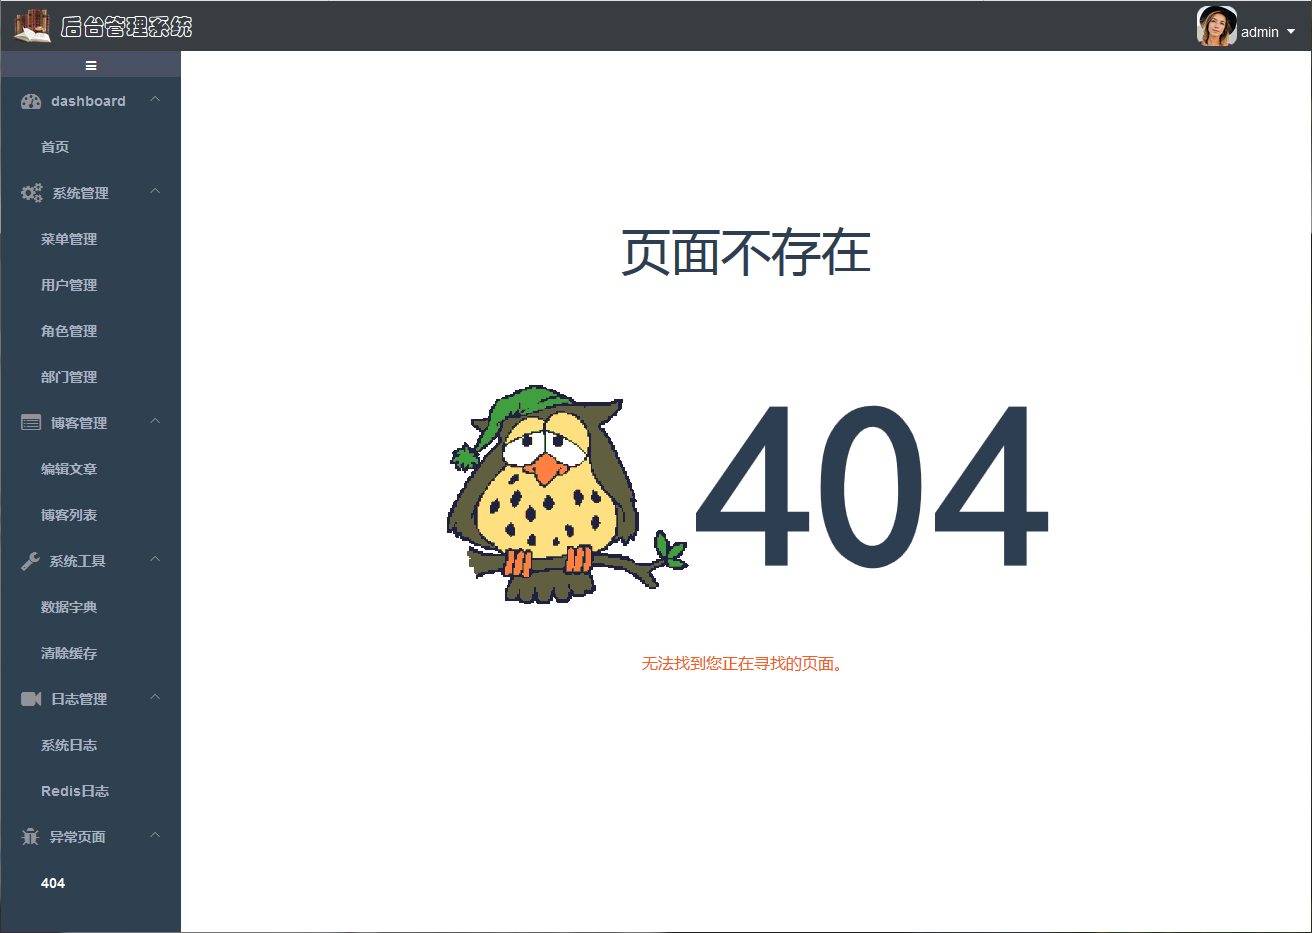 后台管理系统
admin
dashboard
首页
系统管理
菜单管理
用户管理
角色管理
部门管理
博客管理
编辑文章
博客列表
系统工具
数据字典
清除缓存
日志管理
系统日志
Redis日志
异常页面
404
页面不存在
404
无法找到您正在寻找的页面。